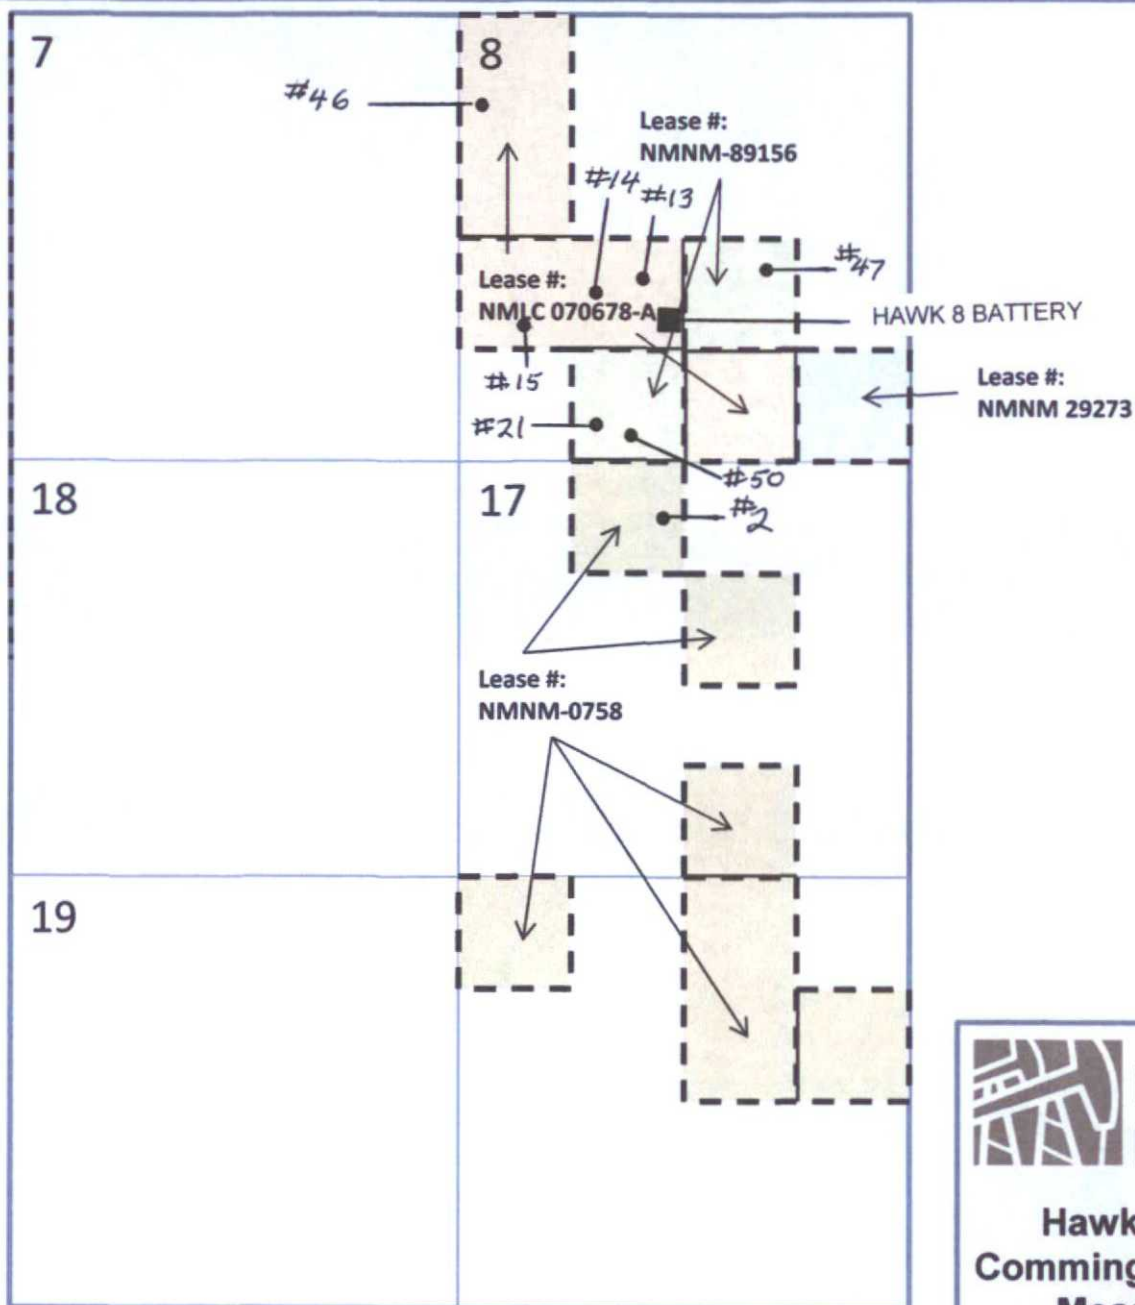 7
8
#46
Lease #:
NMNM-89156
#14
#13
#47
Lease #:
NMLC 070678-A
HAWK 8 BATTERY
#15
Lease #:
NMNM 29273
#21
#50
18
17
#2
Lease #:
NMNM-0758
19
Hawk